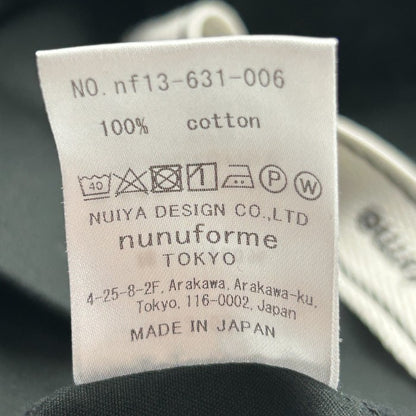 NO. nf13-631-006
100% cotton
40 P W
NUIYA DESIGN CO.,LTD
nunuforme
TOKYO
4-25-8-2F, Arakawa, Arakawa-ku,
Tokyo, 116-0002, Japan
MADE IN JAPAN